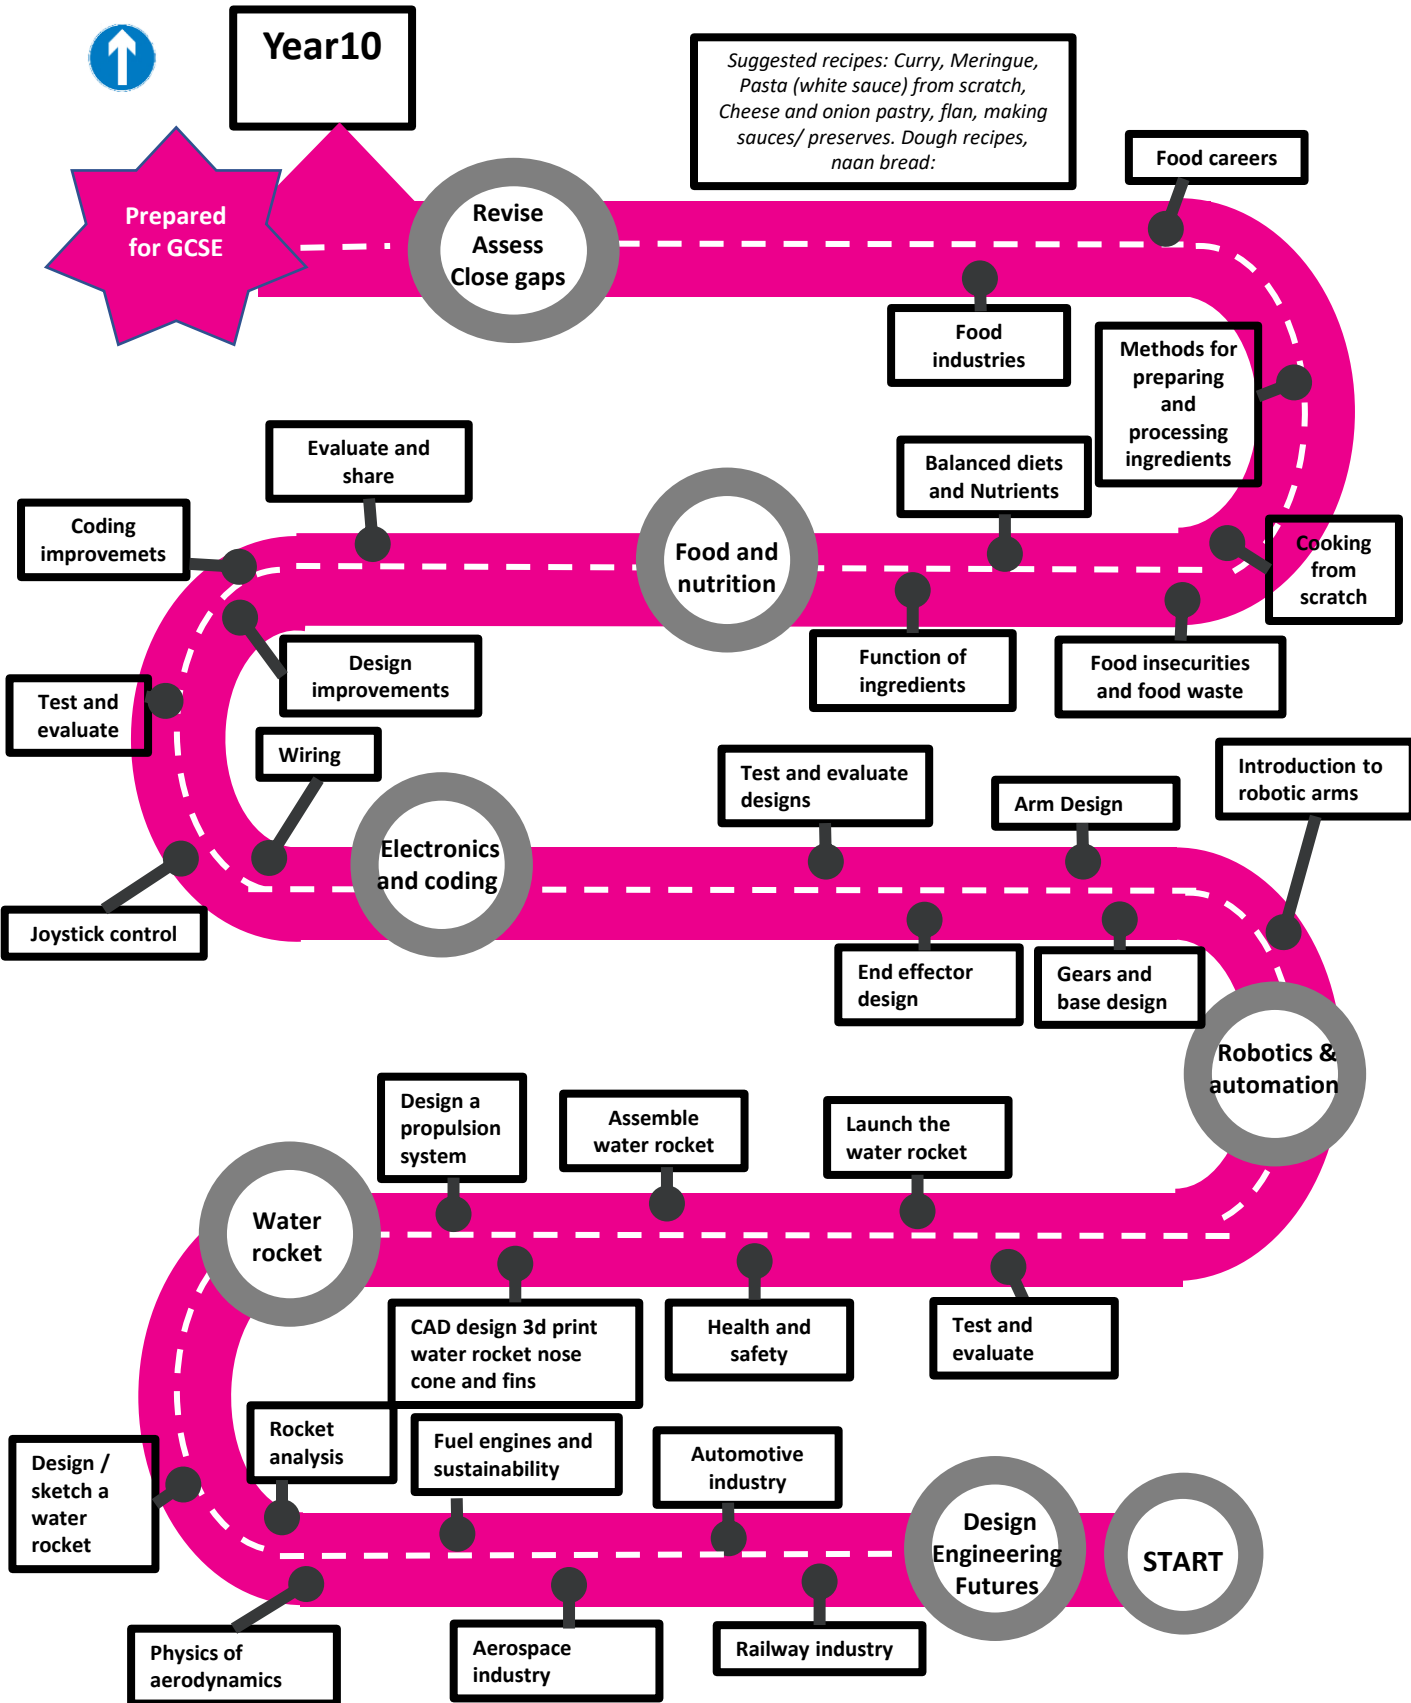 Year10
Suggested recipes: Curry, Meringue,
Pasta (white sauce) from scratch,
Cheese and onion pastry, flan, making
sauces/ preserves. Dough recipes,
naan bread:
Food careers
Prepared
for GCSE
Revise
Assess
Close gaps
Food
industries
Methods for
preparing
and
processing
ingredients
Evaluate and
share
Balanced diets
and Nutrients
Coding
improvemets
Food and
nutrition
Cooking
from
scratch
Design
improvements
Function of
ingredients
Food insecurities
and food waste
Test and
evaluate
Wiring
Test and evaluate
designs
Arm Design
Introduction to
robotic arms
Electronics
and coding
Joystick control
End effector
design
Gears and
base design
Robotics &
automation
Design a
propulsion
system
Assemble
water rocket
Launch the
water rocket
Water
rocket
CAD design 3d print
water rocket nose
cone and fins
Health and
safety
Test and
evaluate
Rocket
analysis
Fuel engines and
sustainability
Automotive
industry
Design /
sketch a
water
rocket
Design
Engineering
Futures
START
Physics of
aerodynamics
Aerospace
industry
Railway industry